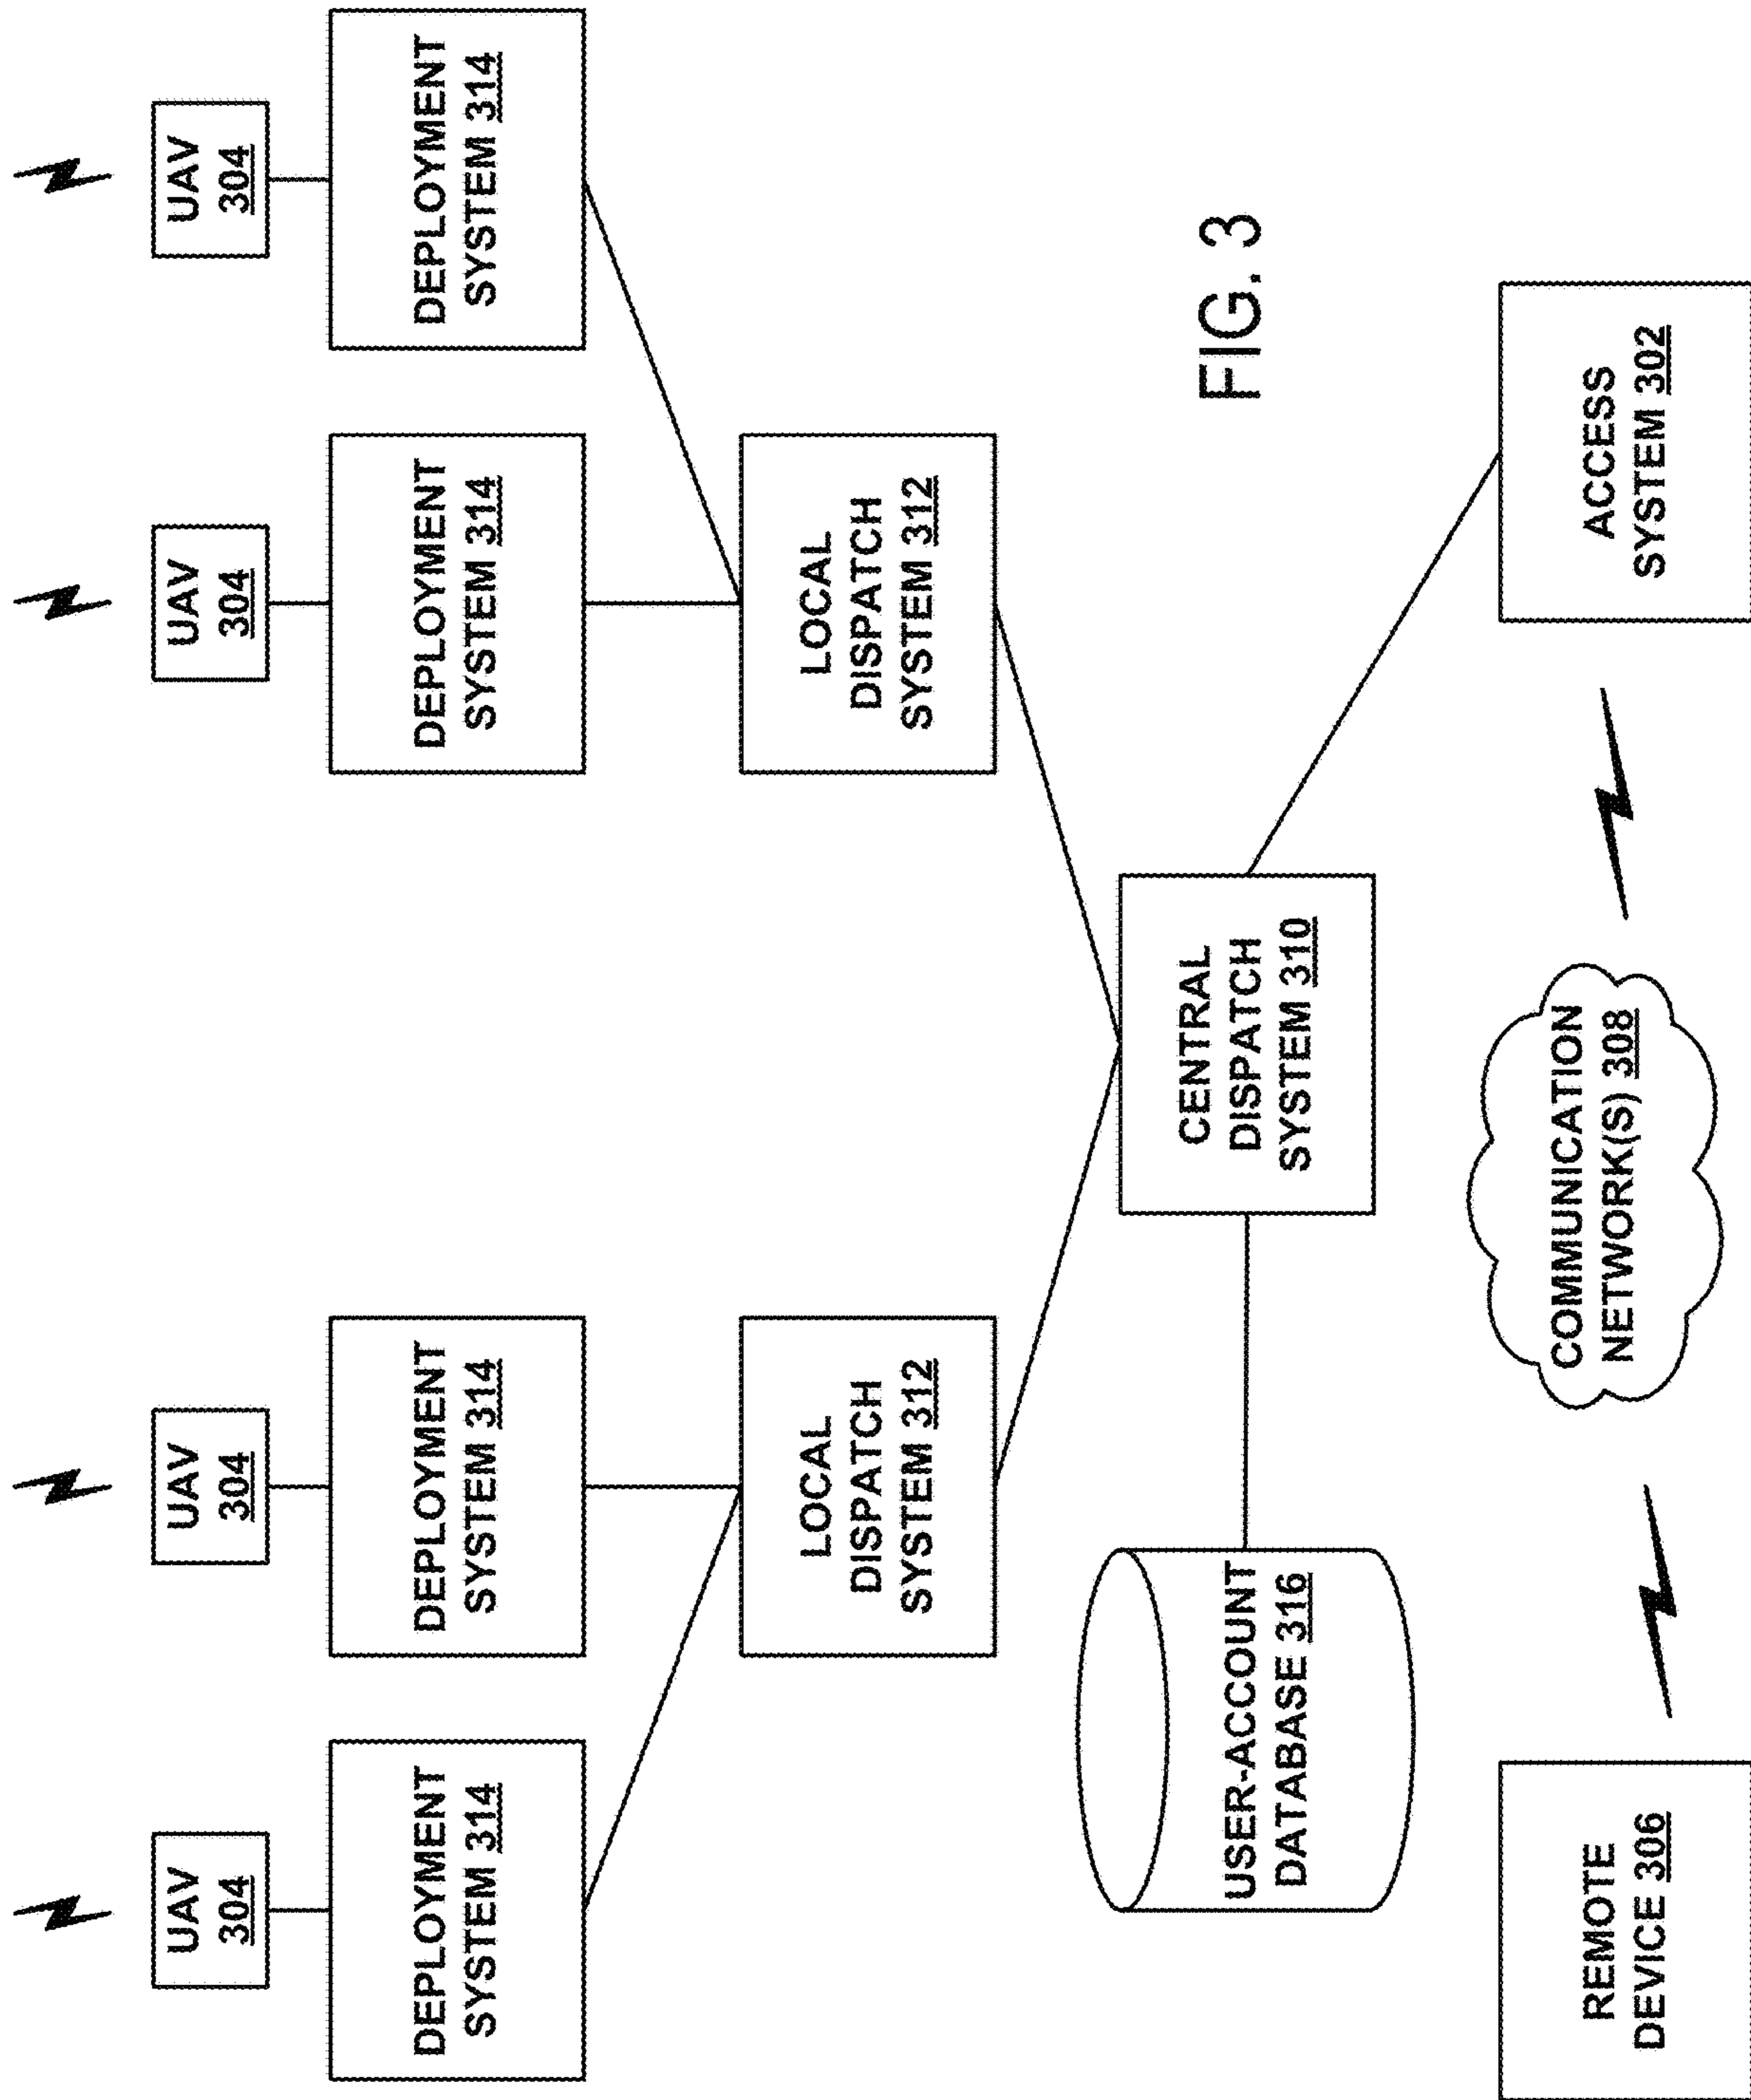 UAV
304
UAV
304
UAV
304
UAV
304
DEPLOYMENT
SYSTEM 314
DEPLOYMENT
SYSTEM 314
DEPLOYMENT
SYSTEM 314
DEPLOYMENT
SYSTEM 314
LOCAL
DISPATCH
SYSTEM 312
LOCAL
DISPATCH
SYSTEM 312
USER-ACCOUNT
DATABASE 316
CENTRAL
DISPATCH
SYSTEM 310
FIG. 3
REMOTE
DEVICE 306
COMMUNICATION
NETWORK(S) 308
ACCESS
SYSTEM 302